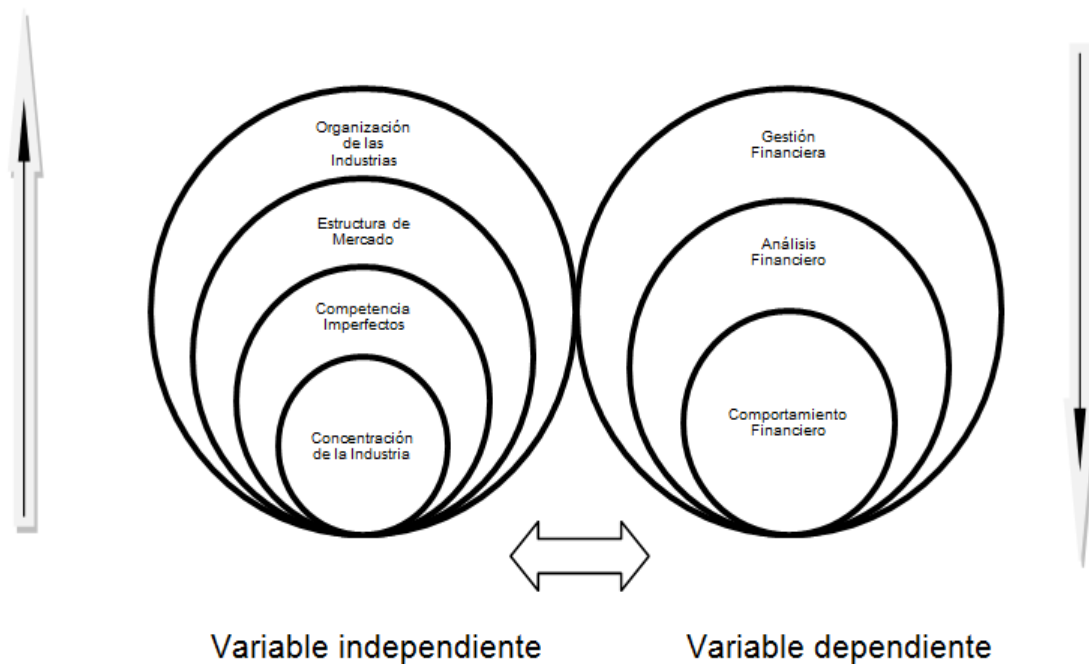 Organización
de las
Industrias
Estructura de
Mercado
Competencia
Imperfectos
Concentración
de la Industria
Gestión
Financiera
Análisis
Financiero
Comportamiento
Financiero
Variable independiente
Variable dependiente